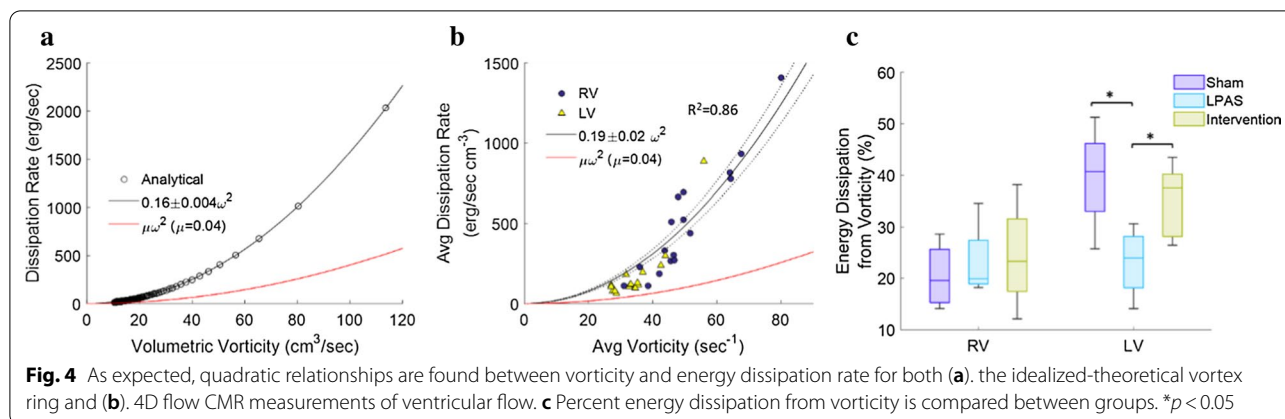 a
2500
2000
1500
1000
500
0
0 20 40 60 80 100 120
Dissipation Rate (erg/sec)
Volumetric Vorticity (cm³/sec)
Analytical
0.16±0.004ω²
μω² (μ=0.04)
b
1500
1000
500
0
0 20 40 60 80
Avg Dissipation Rate
(erg/sec cm⁻³)
Avg Vorticity (sec⁻¹)
RV
LV
0.19±0.02 ω²
μω² (μ=0.04)
R²=0.86
c
60
50
40
30
20
10
Energy Dissipation
from Vorticity (%)
RV LV
* *
Sham
LPAS
Intervention
Fig. 4 As expected, quadratic relationships are found between vorticity and energy dissipation rate for both (a). the idealized-theoretical vortex
ring and (b). 4D flow CMR measurements of ventricular flow. c Percent energy dissipation from vorticity is compared between groups. *p < 0.05